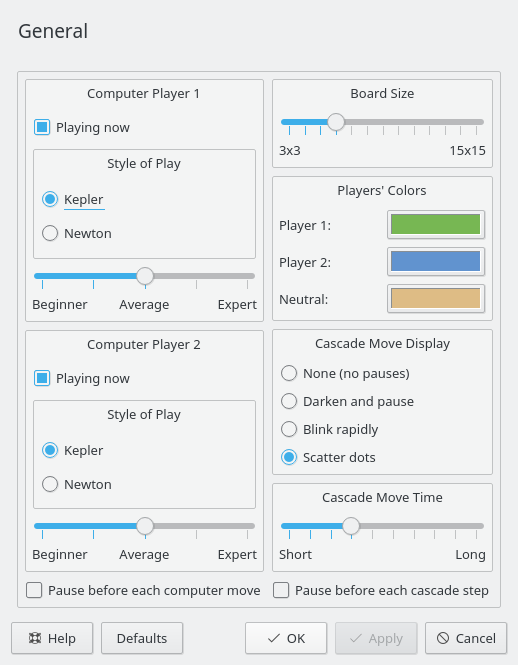 General
Computer Player 1
Playing now
Style of Play
Kepler
Newton
Beginner Average Expert
Computer Player 2
Playing now
Style of Play
Kepler
Newton
Beginner Average Expert
Pause before each computer move
Board Size
3x3 15x15
Players' Colors
Player 1:
Player 2:
Neutral:
Cascade Move Display
None (no pauses)
Darken and pause
Blink rapidly
Scatter dots
Cascade Move Time
Short Long
Pause before each cascade step
Help Defaults OK Apply Cancel